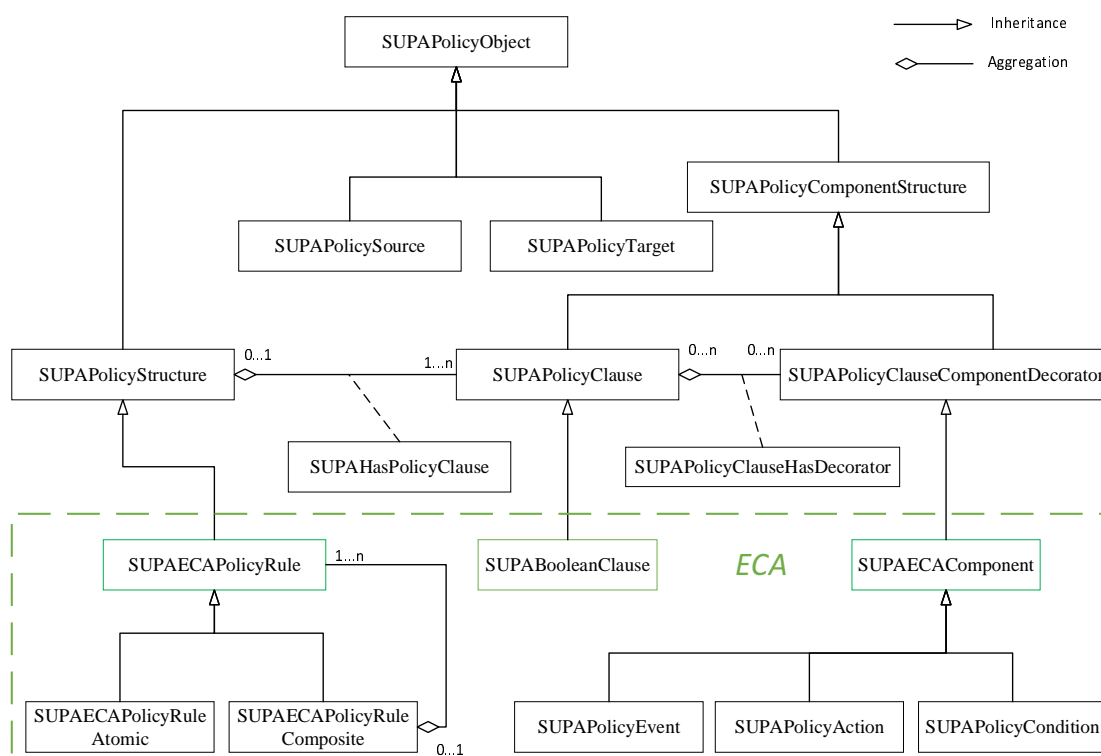 Inheritance
SUPAPolicyObject
Aggregation
SUPAPolicyComponentStructure
SUPAPolicySource
SUPAPolicyTarget
0...1
1...n
0...n
0...n
SUPAPolicyStructure
SUPAPolicyClause
SUPAPolicyClauseComponentDecorator
SUPAHasPolicyClause
SUPAPolicyClauseHasDecorator
SUPAECAPolicyRule
1...n
SUPABooleanClause
ECA
SUPAECAComponent
SUPAECAPolicyRule
Atomic
SUPAECAPolicyRule
Composite
0...1
SUPAPolicyEvent
SUPAPolicyAction
SUPAPolicyCondition